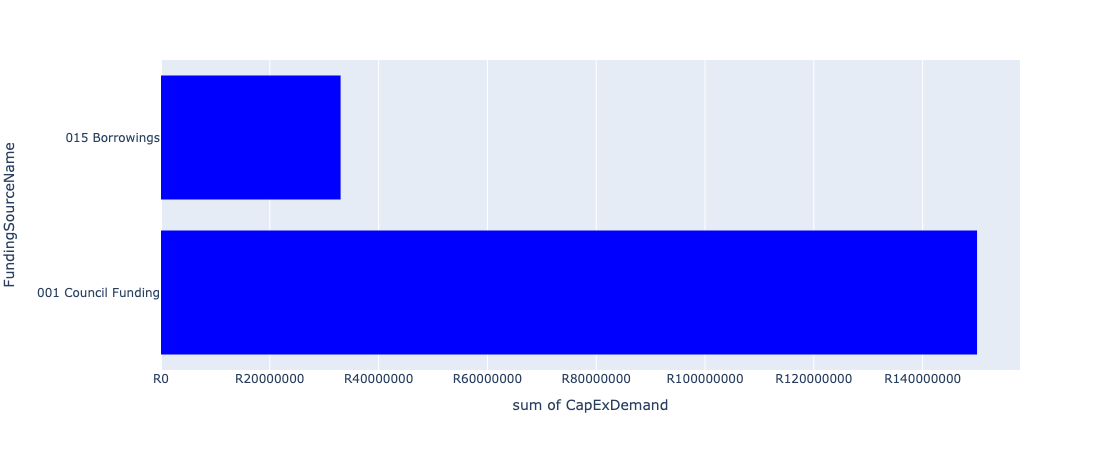 FundingSourceName
015 Borrowings
001 Council Funding
R0 R20000000 R40000000 R60000000 R80000000 R100000000 R120000000 R140000000
sum of CapExDemand